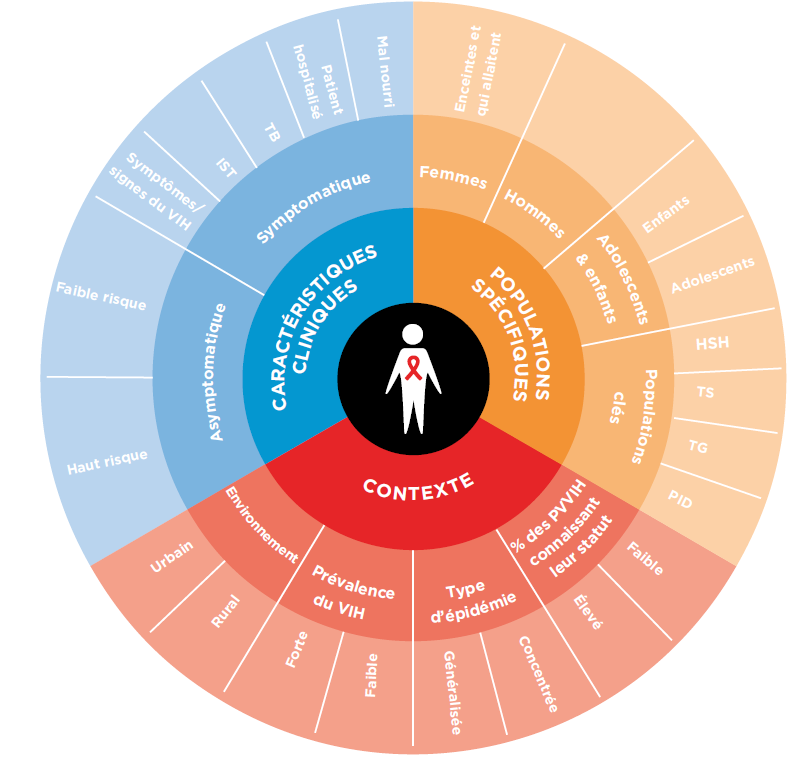 CARACTÉRISTIQUES
CLINIQUES
Symptomatique
Mal nourri
Patient
hospitalisé
TB
IST
Symptômes/
signes du VIH
Asymptomatique
Faible risque
Haut risque
POPULATIONS
SPÉCIFIQUES
Femmes
Enceintes et
qui allaitent
Hommes
Adolescents
& enfants
Enfants
Adolescents
Populations
clés
HSH
TS
TG
PID
CONTEXTE
% des PVVIH
connaissant
leur statut
Faible
Élevé
Type
d'épidémie
Concentrée
Généralisée
Prévalence
du VIH
Faible
Forte
Environnement
Rural
Urbain